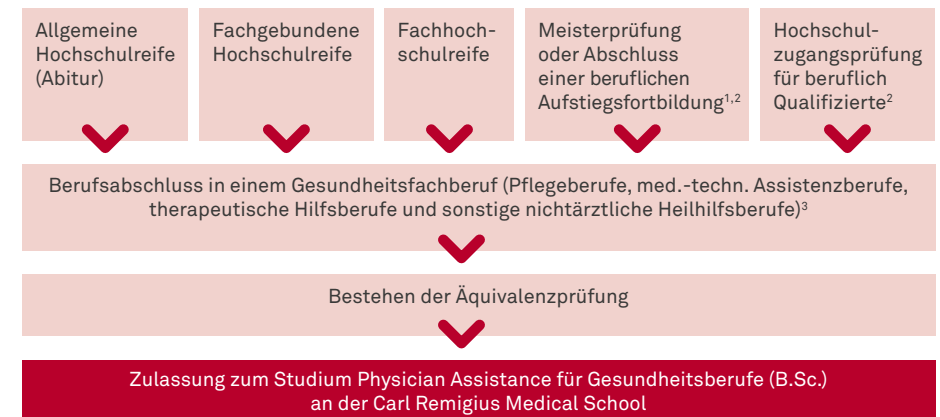 Allgemeine
Hochschulreife
(Abitur)
Fachgebundene
Hochschulreife
Fachhoch-
schulreife
Meisterprüfung
oder Abschluss
einer beruflichen
Aufstiegsfortbildung1,2
Hochschul-
zugangsprüfung
für beruflich
Qualifizierte2
Berufsabschluss in einem Gesundheitsfachberuf (Pflegeberufe, med.-techn. Assistenzberufe,
therapeutische Hilfsberufe und sonstige nichtärztliche Heilhilfsberufe)3
Bestehen der Äquivalenzprüfung
Zulassung zum Studium Physician Assistance für Gesundheitsberufe (B.Sc.)
an der Carl Remigius Medical School